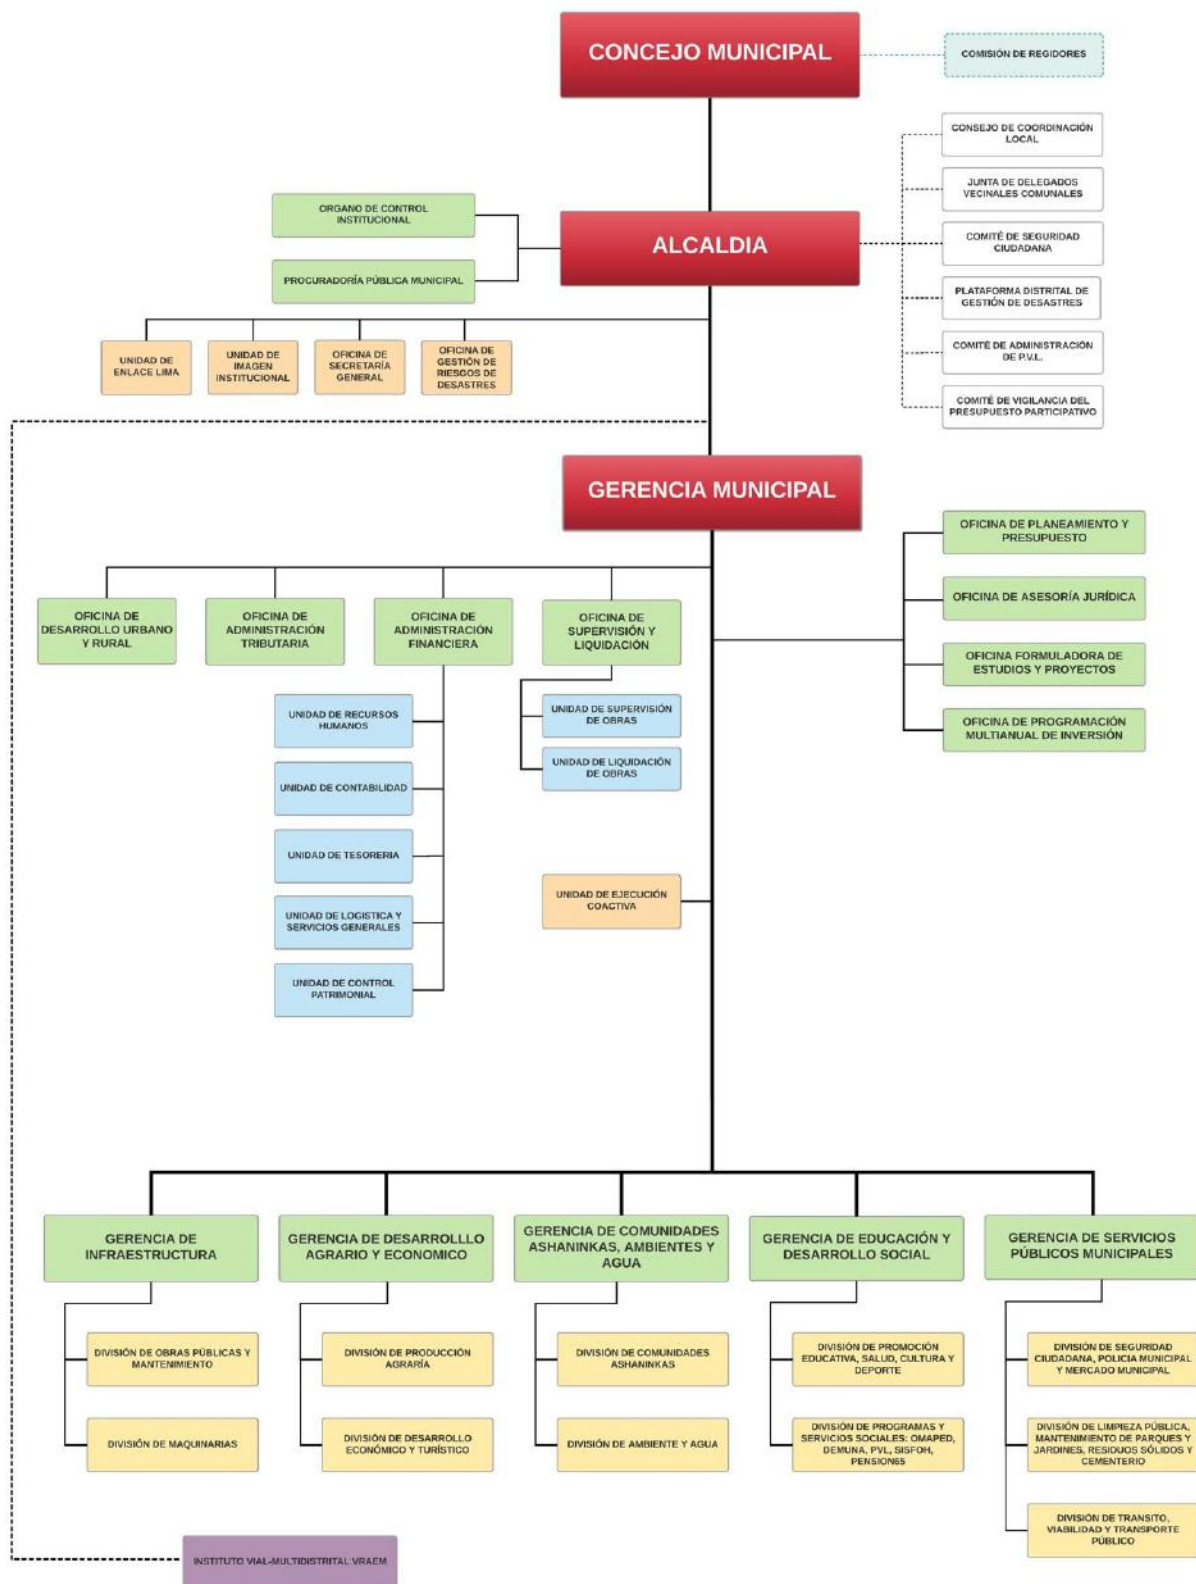 CONCEJO MUNICIPAL
COMISIÓN DE REGIDORES
CONSEJO DE COORDINACIÓN
LOCAL
JUNTA DE DELEGADOS
VECINALES COMUNALES
COMITÉ DE SEGURIDAD
CIUDADANA
PLATAFORMA DISTRITAL DE
GESTIÓN DE DESASTRES
COMITÉ DE ADMINISTRACIÓN
DE P.V.L.
COMITÉ DE VIGILANCIA DEL
PRESUPUESTO PARTICIPATIVO
ORGANO DE CONTROL
INSTITUCIONAL
PROCURADORÍA PÚBLICA MUNICIPAL
ALCALDIA
UNIDAD DE
ENLACE LIMA
UNIDAD DE
IMAGEN
INSTITUCIONAL
OFICINA DE
SECRETARÍA
GENERAL
OFICINA DE
GESTIÓN DE
RIESGOS DE
DESASTRES
GERENCIA MUNICIPAL
OFICINA DE PLANEAMIENTO Y
PRESUPUESTO
OFICINA DE ASESORÍA JURÍDICA
OFICINA FORMULADORA DE
ESTUDIOS Y PROYECTOS
OFICINA DE PROGRAMACIÓN
MULTIANUAL DE INVERSIÓN
OFICINA DE
DESARROLLO URBANO
Y RURAL
OFICINA DE
ADMINISTRACIÓN
TRIBUTARIA
OFICINA DE
ADMINISTRACIÓN
FINANCIERA
OFICINA DE
SUPERVISIÓN Y
LIQUIDACIÓN
UNIDAD DE RECURSOS
HUMANOS
UNIDAD DE CONTABILIDAD
UNIDAD DE TESORERIA
UNIDAD DE LOGISTICA Y
SERVICIOS GENERALES
UNIDAD DE CONTROL
PATRIMONIAL
UNIDAD DE SUPERVISIÓN
DE OBRAS
UNIDAD DE LIQUIDACIÓN
DE OBRAS
UNIDAD DE EJECUCIÓN
COACTIVA
GERENCIA DE
INFRAESTRUCTURA
DIVISIÓN DE OBRAS PÚBLICAS Y
MANTENIMIENTO
DIVISIÓN DE MAQUINARIAS
GERENCIA DE DESARROLLLO
AGRARIO Y ECONOMICO
DIVISIÓN DE PRODUCCIÓN
AGRARÍA
DIVISIÓN DE DESARROLLO
ECONÓMICO Y TURÍSTICO
GERENCIA DE COMUNIDADES
ASHANINKAS, AMBIENTES Y
AGUA
DIVISIÓN DE COMUNIDADES
ASHANINKAS
DIVISIÓN DE AMBIENTE Y AGUA
GERENCIA DE EDUCACIÓN Y
DESARROLLO SOCIAL
DIVISIÓN DE PROMOCIÓN
EDUCATIVA, SALUD, CULTURA Y
DEPORTE
DIVISIÓN DE PROGRAMAS Y
SERVICIOS SOCIALES: OMAPED,
DEMUNA, PVL, SISFOH,
PENSION65
GERENCIA DE SERVICIOS
PÚBLICOS MUNICIPALES
DIVISIÓN DE SEGURIDAD
CIUDADANA, POLICIA MUNICIPAL
Y MERCADO MUNICIPAL
DIVISIÓN DE LIMPIEZA PÚBLICA,
MANTENIMIENTO DE PARQUES Y
JARDINES, RESIDUOS SÓLIDOS Y
CEMENTERIO
DIVISIÓN DE TRANSITO,
VIABILIDAD Y TRANSPORTE
PÚBLICO
INSTITUTO VIAL-MULTIDISTRITAL VRAEM